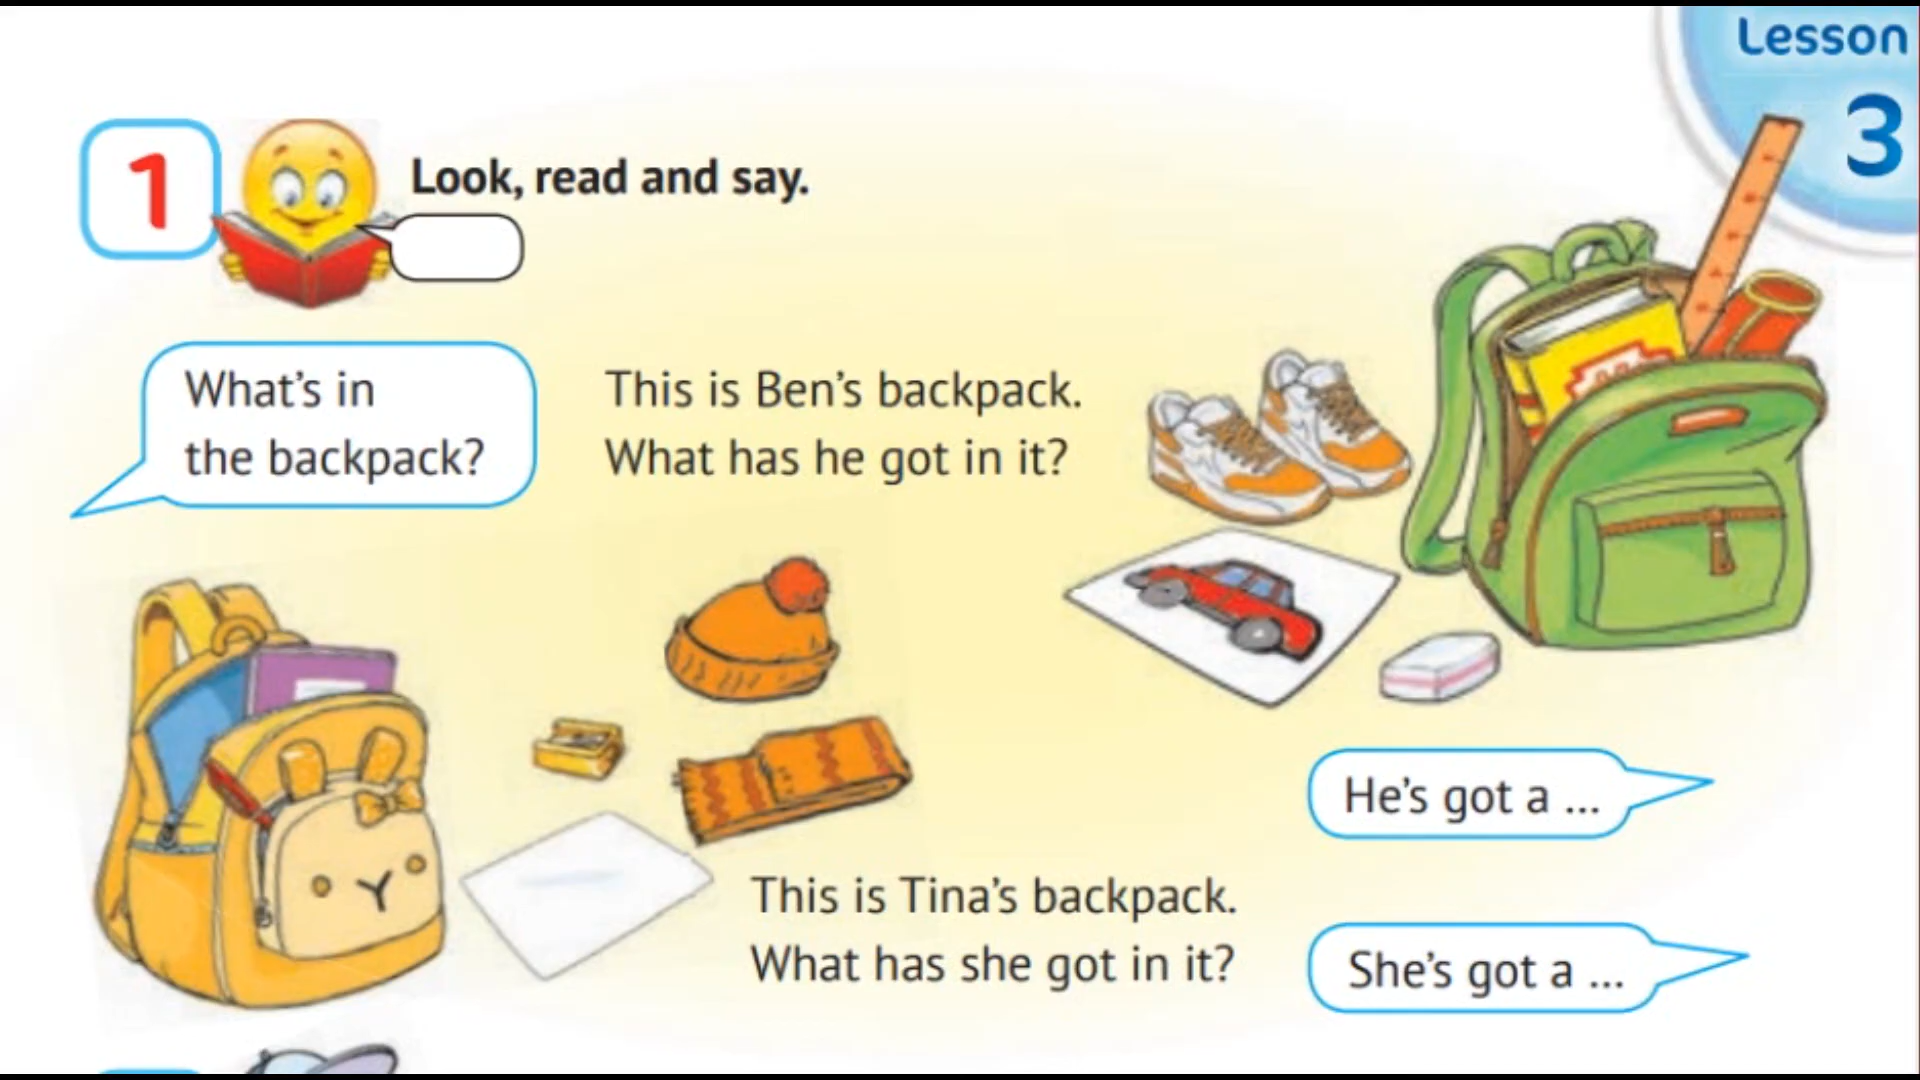 Lesson
3
1
Look, read and say.
What's in
the backpack?
This is Ben's backpack.
What has he got in it?
He's got a ...
This is Tina's backpack.
What has she got in it?
She's got a ...